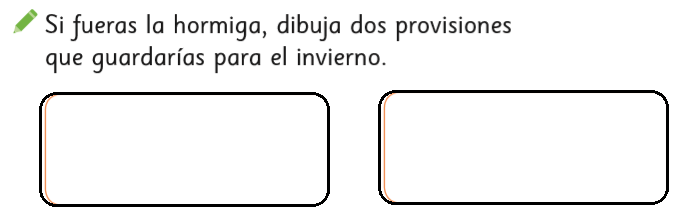 Si fueras la hormiga, dibuja dos provisiones
que guardarías para el invierno.